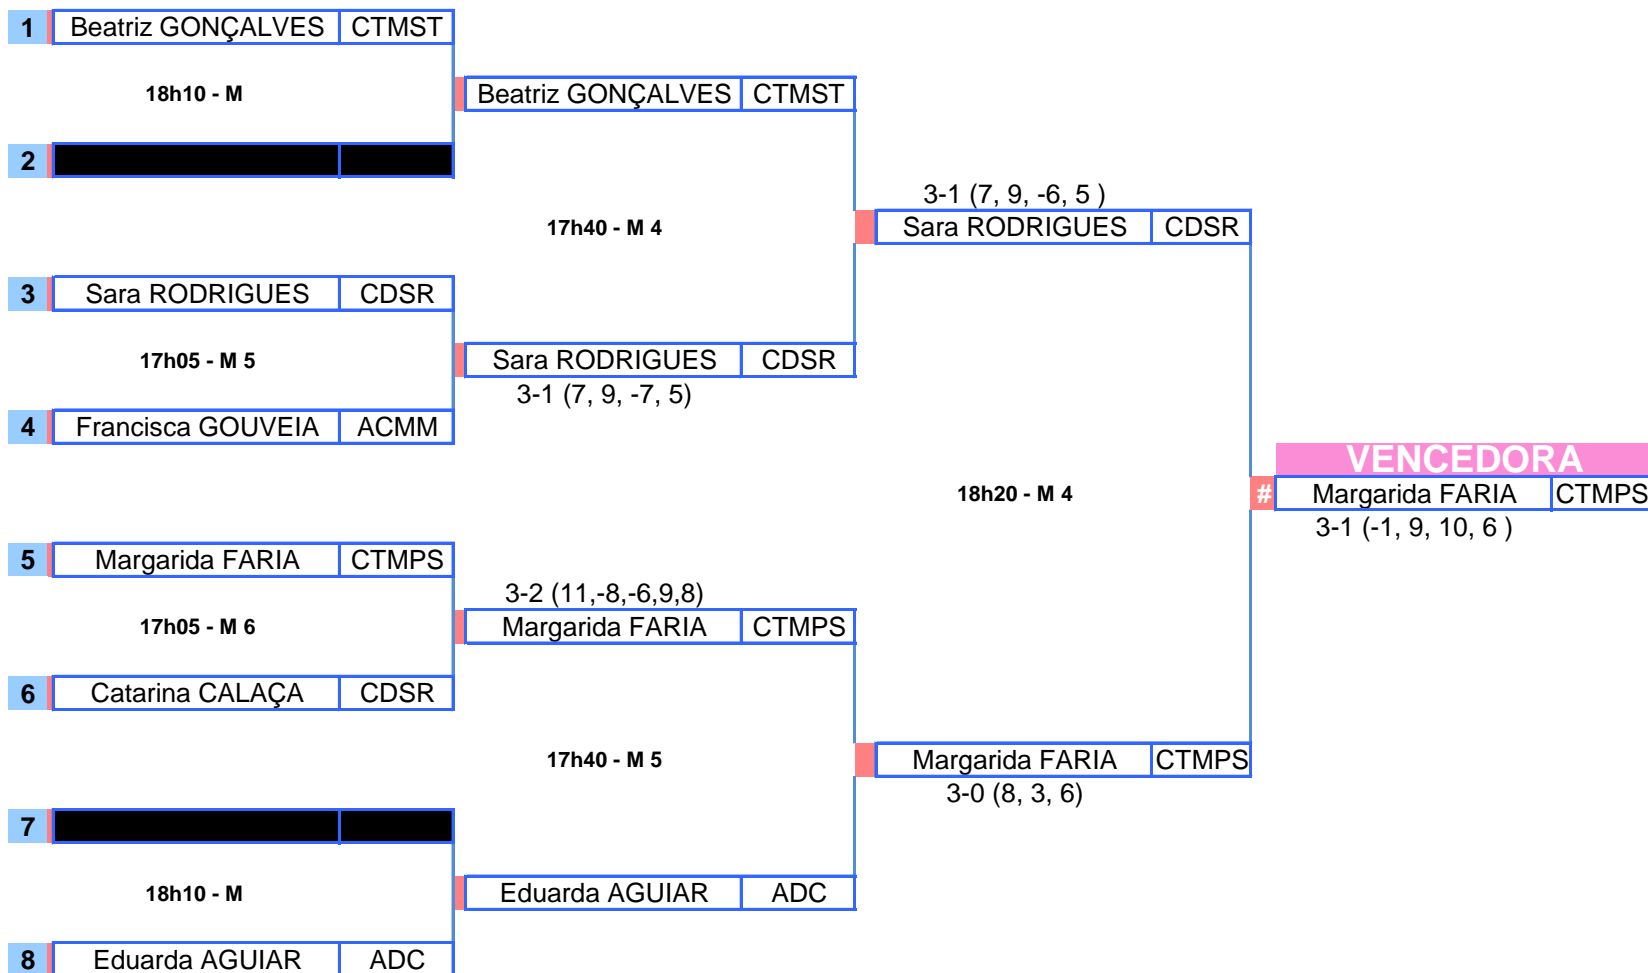 1 Beatriz GONÇALVES CTMST
18h10 - M
Beatriz GONÇALVES CTMST
2
3-1 (7, 9, -6, 5 )
17h40 - M 4
Sara RODRIGUES CDSR
3 Sara RODRIGUES CDSR
17h05 - M 5
Sara RODRIGUES CDSR
3-1 (7, 9, -7, 5)
4 Francisca GOUVEIA ACMM
VENCEDORA
18h20 - M 4
# Margarida FARIA CTMPS
3-1 (-1, 9, 10, 6 )
5 Margarida FARIA CTMPS
3-2 (11,-8,-6,9,8)
17h05 - M 6
Margarida FARIA CTMPS
6 Catarina CALAÇA CDSR
17h40 - M 5
Margarida FARIA CTMPS
3-0 (8, 3, 6)
7
18h10 - M
Eduarda AGUIAR ADC
8 Eduarda AGUIAR ADC